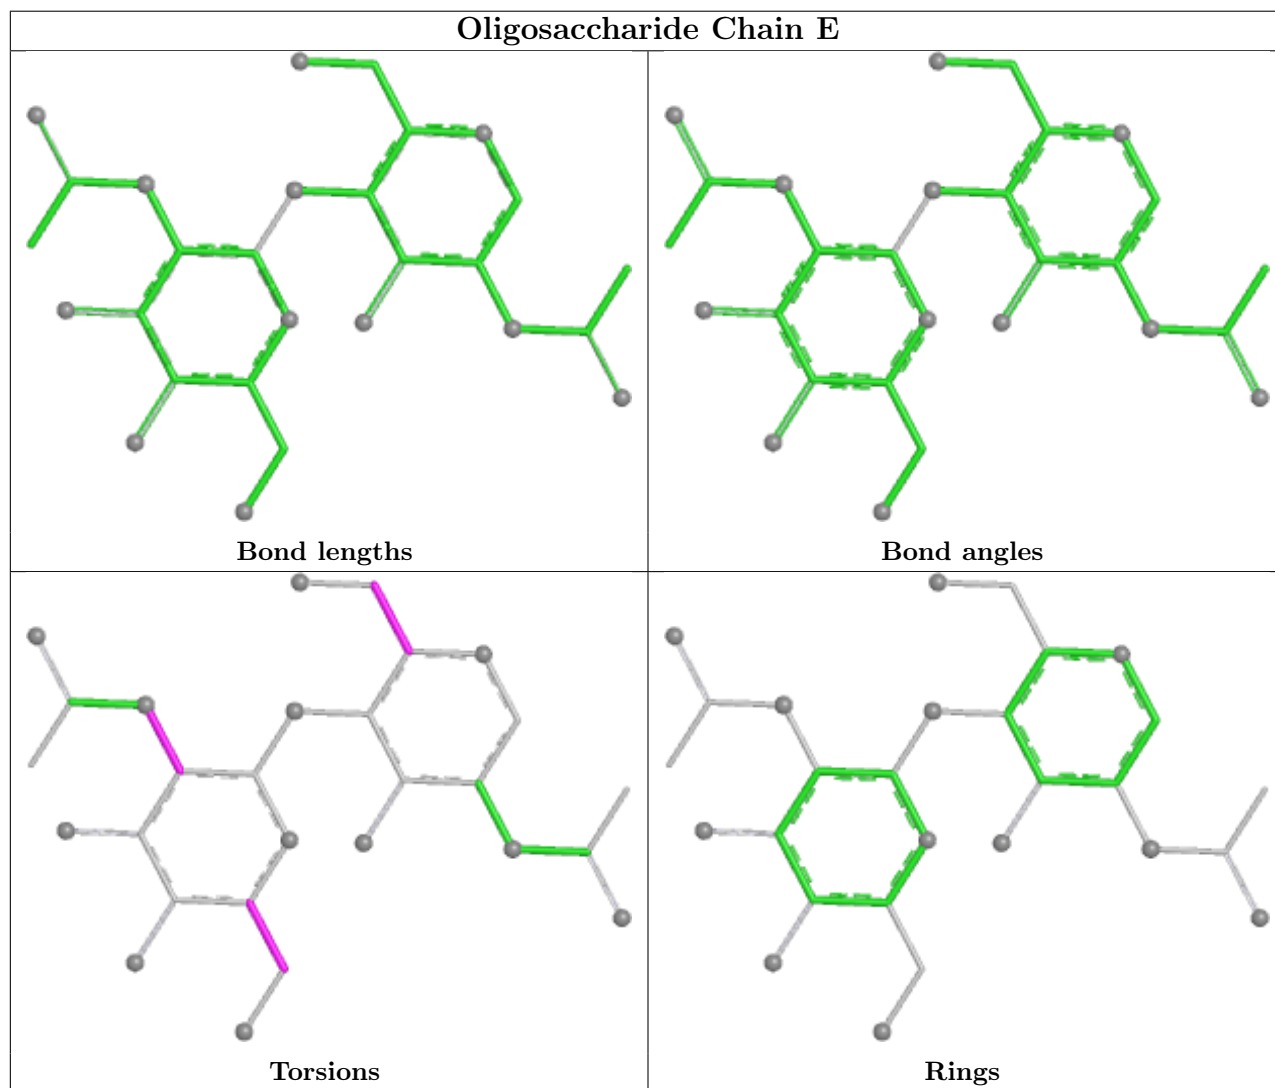 Oligosaccharide Chain E
Bond lengths
Bond angles
Torsions
Rings